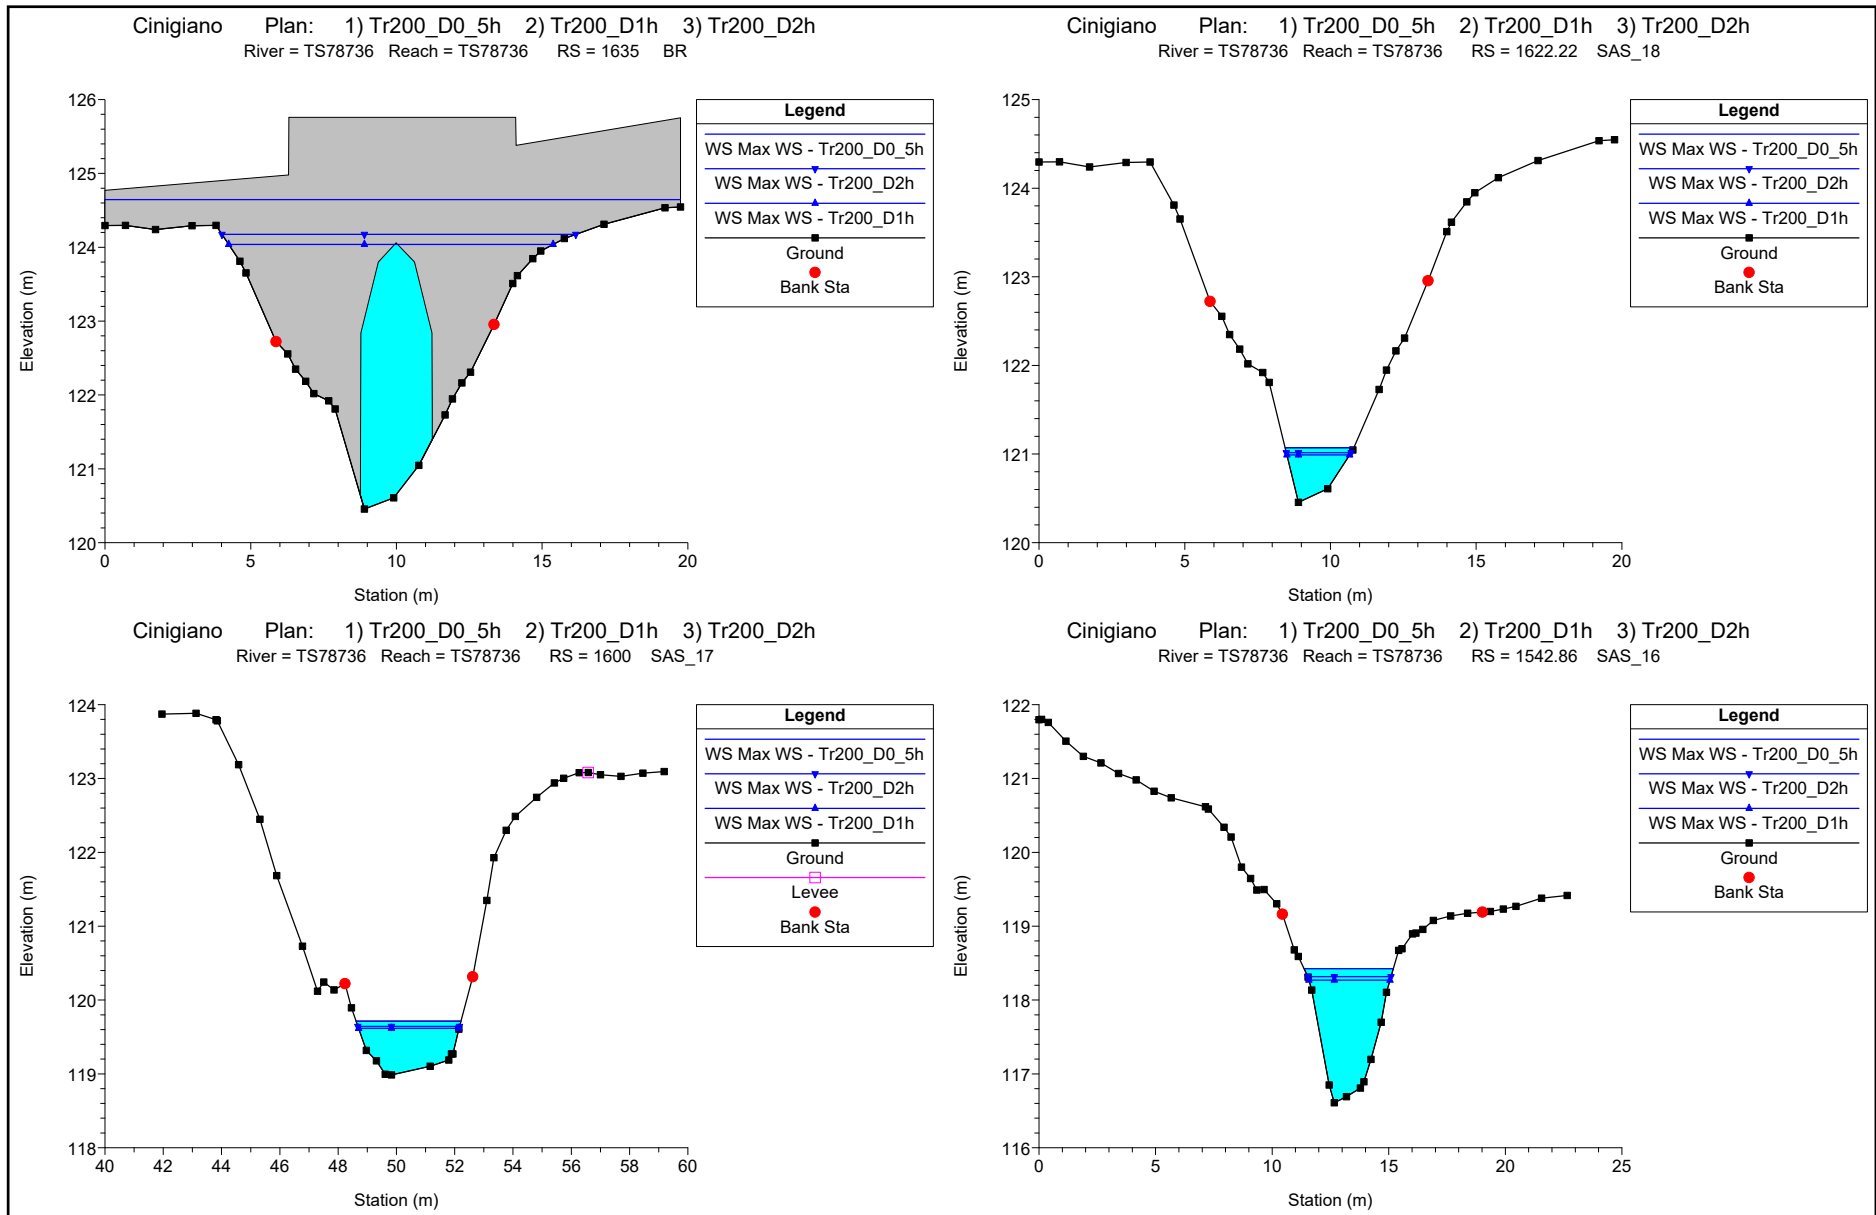 Cinigiano Plan: 1) Tr200_D0_5h 2) Tr200_D1h 3) Tr200_D2h
River = TS78736 Reach = TS78736 RS = 1635 BR
126
125
124
123
122
121
120
0 5 10 15 20
Station (m)
Elevation (m)
Legend
WS Max WS - Tr200_D0_5h
WS Max WS - Tr200_D2h
WS Max WS - Tr200_D1h
Ground
Bank Sta
Cinigiano Plan: 1) Tr200_D0_5h 2) Tr200_D1h 3) Tr200_D2h
River = TS78736 Reach = TS78736 RS = 1622.22 SAS_18
125
124
123
122
121
120
0 5 10 15 20
Station (m)
Elevation (m)
Legend
WS Max WS - Tr200_D0_5h
WS Max WS - Tr200_D2h
WS Max WS - Tr200_D1h
Ground
Bank Sta
Cinigiano Plan: 1) Tr200_D0_5h 2) Tr200_D1h 3) Tr200_D2h
River = TS78736 Reach = TS78736 RS = 1600 SAS_17
124
123
122
121
120
119
118
40 42 44 46 48 50 52 54 56 58 60
Station (m)
Elevation (m)
Legend
WS Max WS - Tr200_D0_5h
WS Max WS - Tr200_D2h
WS Max WS - Tr200_D1h
Ground
Levee
Bank Sta
Cinigiano Plan: 1) Tr200_D0_5h 2) Tr200_D1h 3) Tr200_D2h
River = TS78736 Reach = TS78736 RS = 1542.86 SAS_16
122
121
120
119
118
117
116
0 5 10 15 20 25
Station (m)
Elevation (m)
Legend
WS Max WS - Tr200_D0_5h
WS Max WS - Tr200_D2h
WS Max WS - Tr200_D1h
Ground
Bank Sta